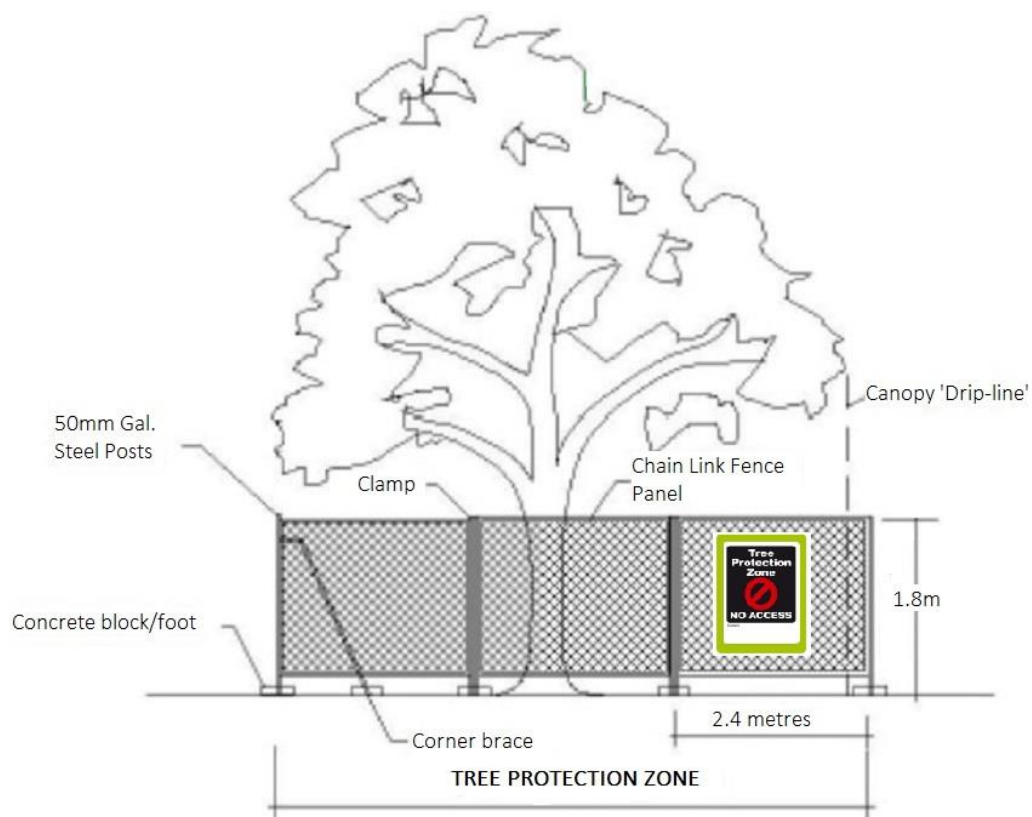 Canopy 'Drip-line'
50mm Gal.
Steel Posts
Clamp
Chain Link Fence
Panel
Tree
Protection
Zone
NO ACCESS
1.8m
Concrete block/foot
2.4 metres
Corner brace
TREE PROTECTION ZONE